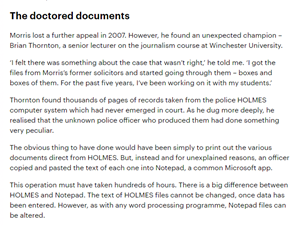 The doctored documents
Morris lost a further appeal in 2007. However, he found an unexpected champion –
Brian Thornton, a senior lecturer on the journalism course at Winchester University.
‘I felt there was something about the case that wasn’t right,’ he told me. ‘I got the
files from Morris’s former solicitors and started going through them – boxes and
boxes of them. For the past five years, I’ve been working on it with my students.’
Thornton found thousands of pages of records taken from the police HOLMES
computer system which had never emerged in court. As he dug more deeply, he
realised that the unknown police officer who produced them had done something
very peculiar.
The obvious thing to have done would have been simply to print out the various
documents direct from HOLMES. But, instead and for unexplained reasons, an officer
copied and pasted the text of each one into Notepad, a common Microsoft app.
This operation must have taken hundreds of hours. There is a big difference between
HOLMES and Notepad. The text of HOLMES files cannot be changed, once data has
been entered. However, as with any word processing programme, Notepad files can
be altered.